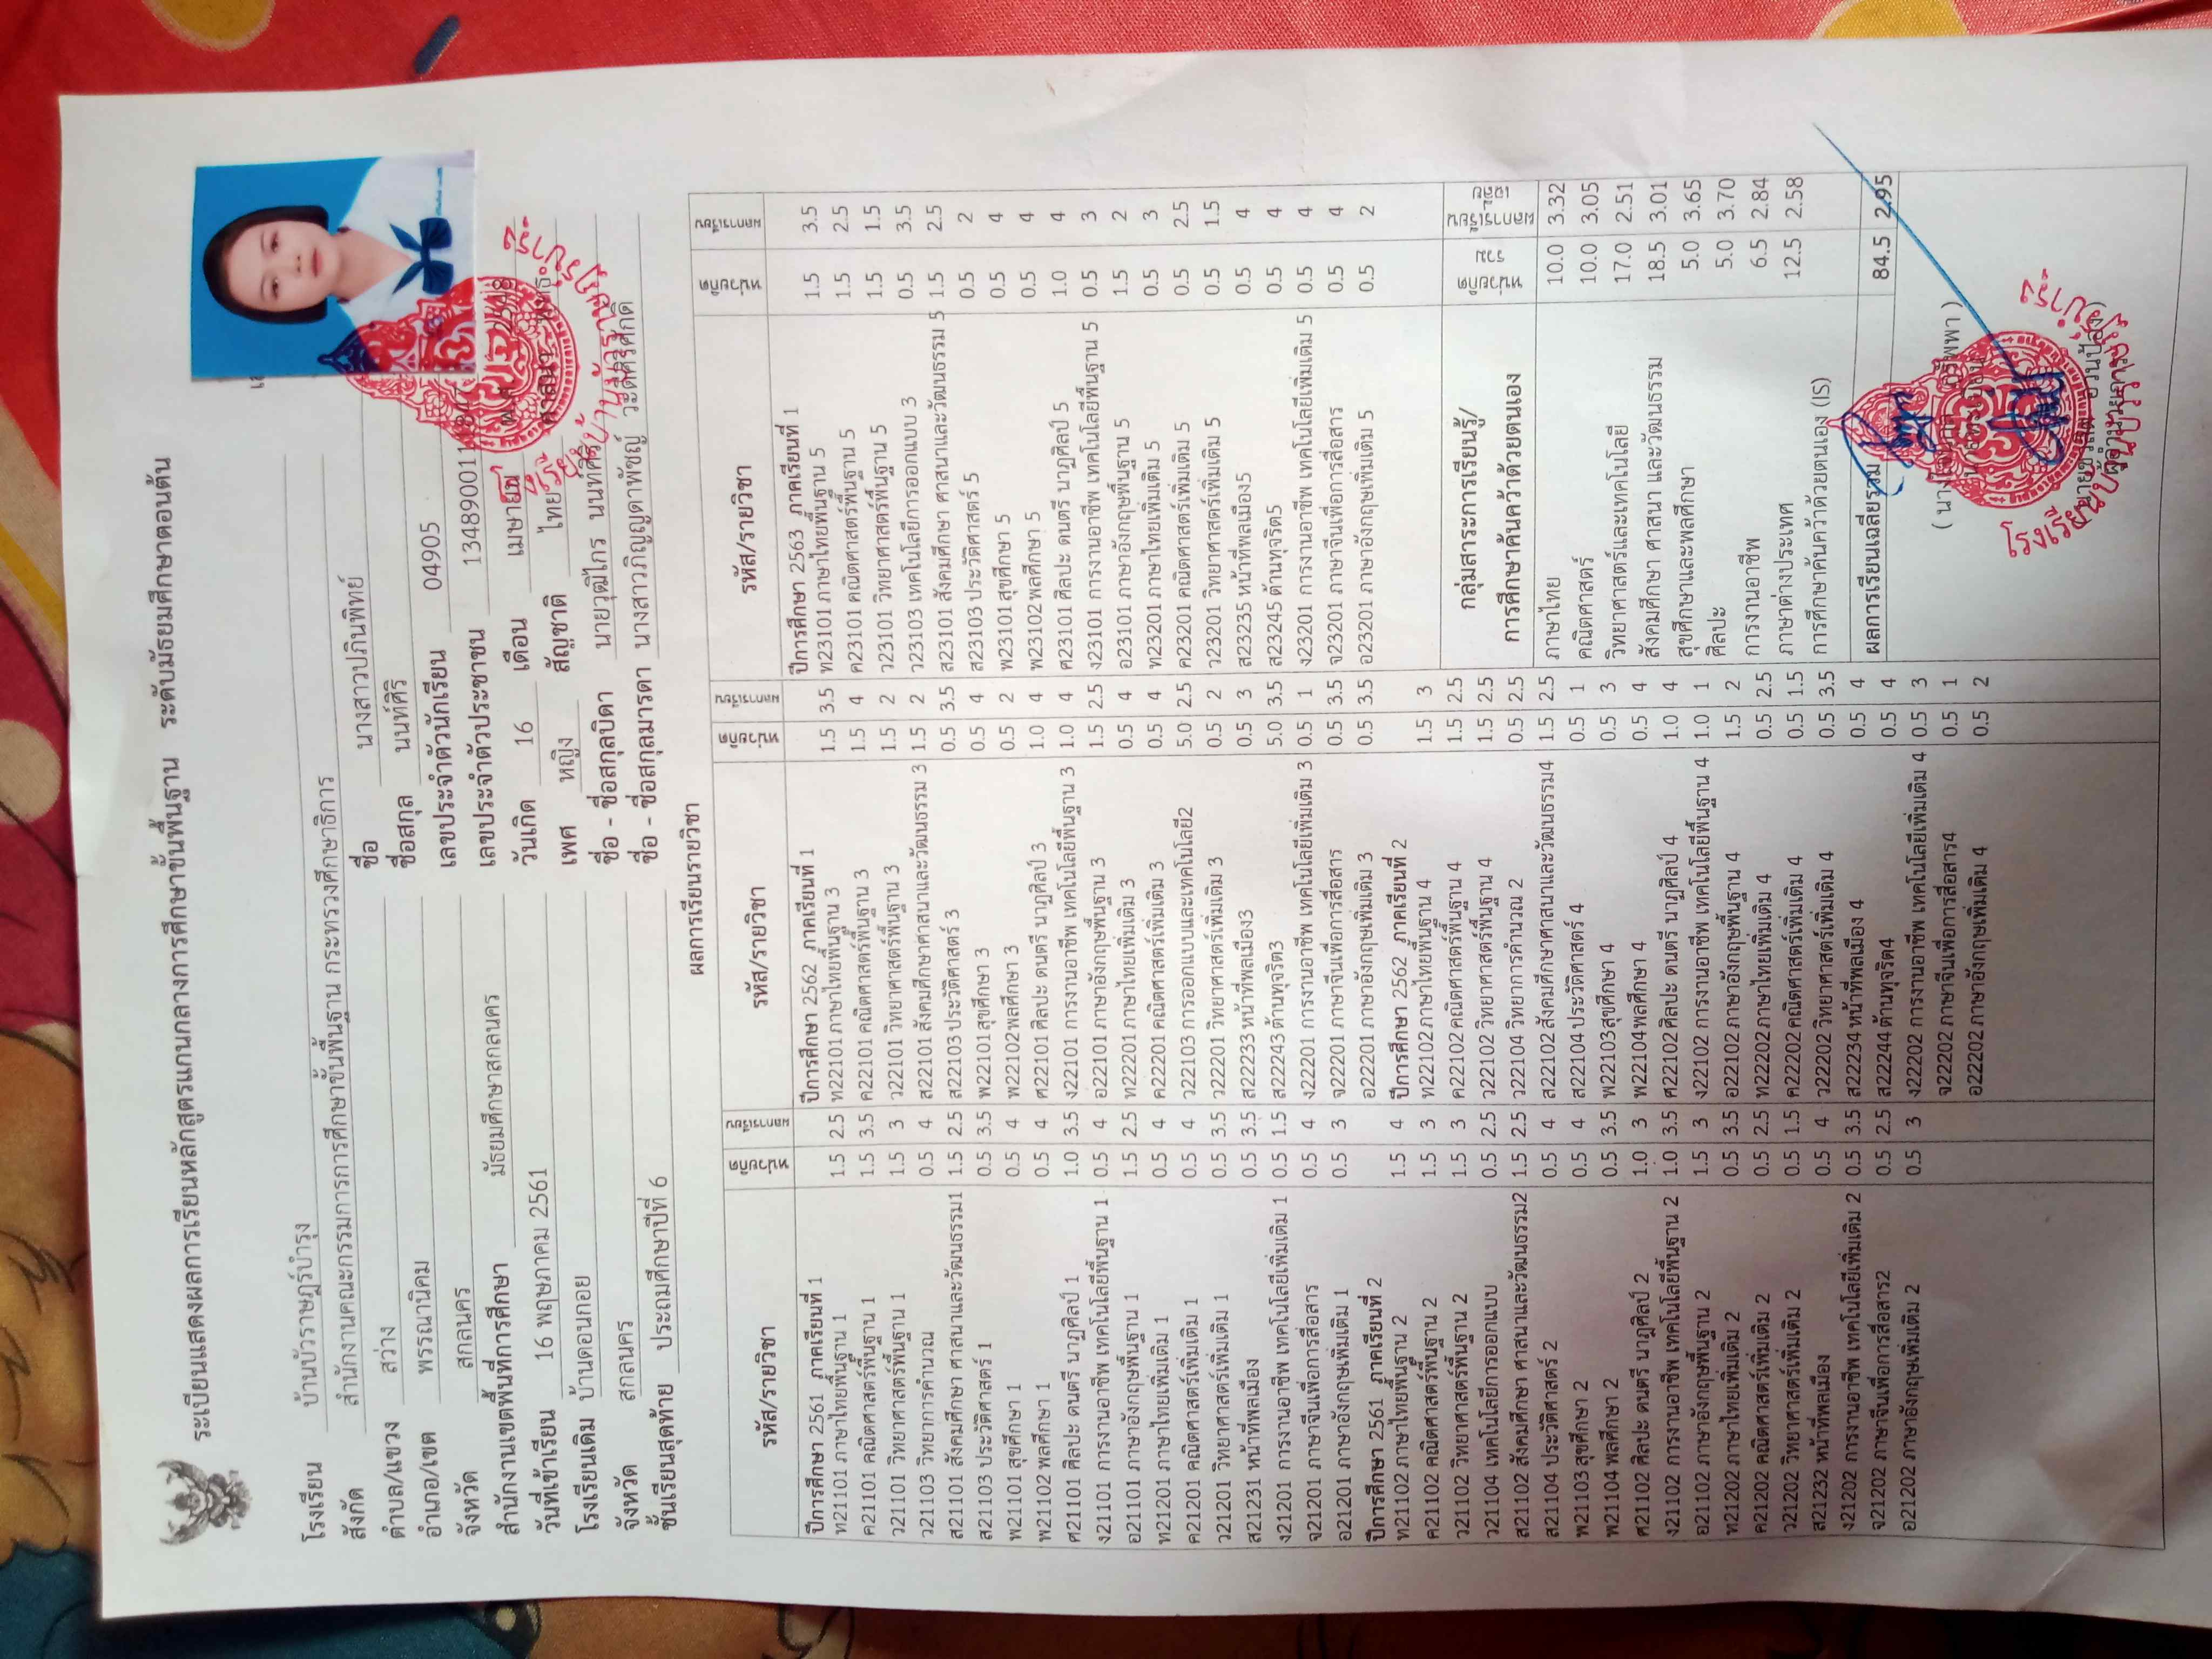 ระเบียนแสดงผลการเรียนหลักสูตรแกนกลางการศึกษาขั้นพื้นฐาน ระดับมัธยมศึกษาตอนต้น
โรงเรียน บ้านบัวราษฎร์บำรุง
สังกัด สำนักงานคณะกรรมการการศึกษาขั้นพื้นฐาน กระทรวงศึกษาธิการ
ตำบล/แขวง สว่าง
อำเภอ/เขต พรรณานิคม
จังหวัด สกลนคร
สำนักงานเขตพื้นที่การศึกษา มัธยมศึกษาสกลนคร
วันที่เข้าเรียน 16 พฤษภาคม 2561
โรงเรียนเดิม บ้านดอนกอย
จังหวัด สกลนคร
ชั้นเรียนสุดท้าย ประถมศึกษาปีที่ 6
ชื่อ นางสาวปภินพิทย์
ชื่อสกุล นนท์ศิริ
เลขประจำตัวนักเรียน 04905
เลขประจำตัวประชาชน
วันเกิด 16 เดือน เมษายน
เพศ หญิง สัญชาติ ไทย
ชื่อ - ชื่อสกุลบิดา นายวุฒิไกร นนท์ศิริ
ชื่อ - ชื่อสกุลมารดา นางสาวภิญญดาพัชญ์ วะดีศิริศักดิ์
ผลการเรียนรายวิชา
รหัส/รายวิชา หน่วยกิต ผลการเรียน
ปีการศึกษา 2561 ภาคเรียนที่ 1
ท21101 ภาษาไทยพื้นฐาน 1 1.5 2.5
ค21101 คณิตศาสตร์พื้นฐาน 1 1.5 3.5
ว21101 วิทยาศาสตร์พื้นฐาน 1 1.5 3
ว21103 วิทยาการคำนวณ 0.5 4
ส21101 สังคมศึกษา ศาสนาและวัฒนธรรม1 1.5 2.5
ส21103 ประวัติศาสตร์ 1 0.5 3.5
พ21101 สุขศึกษา 1 0.5 4
พ21102 พลศึกษา 1 0.5 4
ศ21101 ศิลปะ ดนตรี นาฏศิลป์ 1 1.0 3.5
ง21101 การงานอาชีพ เทคโนโลยีพื้นฐาน 1 0.5 4
อ21101 ภาษาอังกฤษพื้นฐาน 1 1.5 2.5
ท21201 ภาษาไทยเพิ่มเติม 1 0.5 4
ค21201 คณิตศาสตร์เพิ่มเติม 1 0.5 4
ว21201 วิทยาศาสตร์เพิ่มเติม 1 0.5 3.5
ส21231 หน้าที่พลเมือง 0.5 3.5
ง21201 การงานอาชีพ เทคโนโลยีเพิ่มเติม 1 0.5 1.5
จ21201 ภาษาจีนเพื่อการสื่อสาร 0.5 4
อ21201 ภาษาอังกฤษเพิ่มเติม 1 0.5 3
ปีการศึกษา 2561 ภาคเรียนที่ 2
ท21102 ภาษาไทยพื้นฐาน 2 1.5 4
ค21102 คณิตศาสตร์พื้นฐาน 2 1.5 3
ว21102 วิทยาศาสตร์พื้นฐาน 2 1.5 3
ว21104 เทคโนโลยีการออกแบบ 0.5 2.5
ส21102 สังคมศึกษา ศาสนาและวัฒนธรรม2 1.5 2.5
ส21104 ประวัติศาสตร์ 2 0.5 4
พ21103 สุขศึกษา 2 0.5 4
พ21104 พลศึกษา 2 0.5 3.5
ศ21102 ศิลปะ ดนตรี นาฏศิลป์ 2 1.0 3
ง21102 การงานอาชีพ เทคโนโลยีพื้นฐาน 2 1.0 3.5
อ21102 ภาษาอังกฤษพื้นฐาน 2 1.5 3
ท21202 ภาษาไทยเพิ่มเติม 2 0.5 3.5
ค21202 คณิตศาสตร์เพิ่มเติม 2 0.5 2.5
ว21202 วิทยาศาสตร์เพิ่มเติม 2 0.5 1.5
ส21232 หน้าที่พลเมือง 0.5 4
ง21202 การงานอาชีพ เทคโนโลยีเพิ่มเติม 2 0.5 3.5
จ21202 ภาษาจีนเพื่อการสื่อสาร2 0.5 2.5
อ21202 ภาษาอังกฤษเพิ่มเติม 2 0.5 3
รหัส/รายวิชา หน่วยกิต ผลการเรียน
ปีการศึกษา 2562 ภาคเรียนที่ 1
ท22101 ภาษาไทยพื้นฐาน 3 1.5 3.5
ค22101 คณิตศาสตร์พื้นฐาน 3 1.5 4
ว22101 วิทยาศาสตร์พื้นฐาน 3 1.5 2
ส22101 สังคมศึกษาศาสนาและวัฒนธรรม 3 1.5 2
ส22103 ประวัติศาสตร์ 3 0.5 3.5
พ22101 สุขศึกษา 3 0.5 4
พ22102 พลศึกษา 3 0.5 2
ศ22101 ศิลปะ ดนตรี นาฏศิลป์ 3 1.0 4
ง22101 การงานอาชีพ เทคโนโลยีพื้นฐาน 3 1.0 4
อ22101 ภาษาอังกฤษพื้นฐาน 3 1.5 2.5
ท22201 ภาษาไทยเพิ่มเติม 3 0.5 4
ค22201 คณิตศาสตร์เพิ่มเติม 3 0.5 4
ว22103 การออกแบบและเทคโนโลยี2 5.0 2.5
ว22201 วิทยาศาสตร์เพิ่มเติม 3 0.5 2
ส22233 หน้าที่พลเมือง3 0.5 3
ส22243 ต้านทุจริต3 5.0 3.5
ง22201 การงานอาชีพ เทคโนโลยีเพิ่มเติม 3 0.5 1
จ22201 ภาษาจีนเพื่อการสื่อสาร 0.5 3.5
อ22201 ภาษาอังกฤษเพิ่มเติม 3 0.5 3.5
ปีการศึกษา 2562 ภาคเรียนที่ 2
ท22102 ภาษาไทยพื้นฐาน 4 1.5 3
ค22102 คณิตศาสตร์พื้นฐาน 4 1.5 2.5
ว22102 วิทยาศาสตร์พื้นฐาน 4 1.5 2.5
ว22104 วิทยาการคำนวณ 2 0.5 2.5
ส22102 สังคมศึกษาศาสนาและวัฒนธรรม4 1.5 2.5
ส22104 ประวัติศาสตร์ 4 0.5 1
พ22103 สุขศึกษา 4 0.5 3
พ22104 พลศึกษา 4 0.5 4
ศ22102 ศิลปะ ดนตรี นาฏศิลป์ 4 1.0 4
ง22102 การงานอาชีพ เทคโนโลยีพื้นฐาน 4 1.0 1
อ22102 ภาษาอังกฤษพื้นฐาน 4 1.5 2
ท22202 ภาษาไทยเพิ่มเติม 4 0.5 2.5
ค22202 คณิตศาสตร์เพิ่มเติม 4 0.5 1.5
ว22202 วิทยาศาสตร์เพิ่มเติม 4 0.5 3.5
ส22234 หน้าที่พลเมือง 4 0.5 4
ส22244 ต้านทุจริต4 0.5 4
ง22202 การงานอาชีพ เทคโนโลยีเพิ่มเติม 4 0.5 3
จ22202 ภาษาจีนเพื่อการสื่อสาร4 0.5 1
อ22202 ภาษาอังกฤษเพิ่มเติม 4 0.5 2
รหัส/รายวิชา หน่วยกิต ผลการเรียน
ปีการศึกษา 2563 ภาคเรียนที่ 1
ท23101 ภาษาไทยพื้นฐาน 5 1.5 3.5
ค23101 คณิตศาสตร์พื้นฐาน 5 1.5 2.5
ว23101 วิทยาศาสตร์พื้นฐาน 5 1.5 1.5
ว23103 เทคโนโลยีการออกแบบ 3 0.5 3.5
ส23101 สังคมศึกษา ศาสนาและวัฒนธรรม 5 1.5 2.5
ส23103 ประวัติศาสตร์ 5 0.5 2
พ23101 สุขศึกษา 5 0.5 4
พ23102 พลศึกษา 5 0.5 4
ศ23101 ศิลปะ ดนตรี นาฏศิลป์ 5 1.0 4
ง23101 การงานอาชีพ เทคโนโลยีพื้นฐาน 5 0.5 3
อ23101 ภาษาอังกฤษพื้นฐาน 5 1.5 2
ท23201 ภาษาไทยเพิ่มเติม 5 0.5 3
ค23201 คณิตศาสตร์เพิ่มเติม 5 0.5 2.5
ว23201 วิทยาศาสตร์เพิ่มเติม 5 0.5 1.5
ส23235 หน้าที่พลเมือง5 0.5 4
ส23245 ต้านทุจริต5 0.5 4
ง23201 การงานอาชีพ เทคโนโลยีเพิ่มเติม 5 0.5 4
จ23201 ภาษาจีนเพื่อการสื่อสาร 0.5 4
อ23201 ภาษาอังกฤษเพิ่มเติม 5 0.5 2
กลุ่มสาระการเรียนรู้/ หน่วยกิต ผลการเรียน
การศึกษาค้นคว้าด้วยตนเอง รวม เฉลี่ย
ภาษาไทย 10.0 3.32
คณิตศาสตร์ 10.0 3.05
วิทยาศาสตร์และเทคโนโลยี 17.0 2.51
สังคมศึกษา ศาสนา และวัฒนธรรม 18.5 3.01
สุขศึกษาและพลศึกษา 5.0 3.65
ศิลปะ 5.0 3.70
การงานอาชีพ 6.5 2.84
ภาษาต่างประเทศ 12.5 2.58
การศึกษาค้นคว้าด้วยตนเอง (IS)
ผลการเรียนเฉลี่ยรวม 84.5 2.95
นายทะเบียน
โรงเรียนบ้านบัวราษฎร์บำรุง